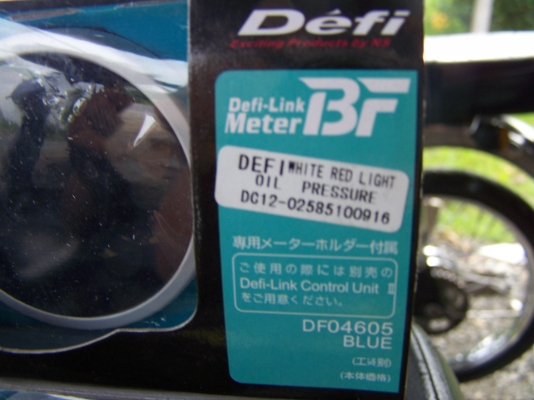 Défi
Exciting Products by NS
Defi-Link
Meter BF
DEFI WHITE RED LIGHT
OIL PRESSURE
DC12-02585100916
専用メーターホルダー付属
ご使用の際には別売の
Defi-Link Control Unit II
をご用意ください。
DF04605
BLUE
(工4別)
(本体価格)